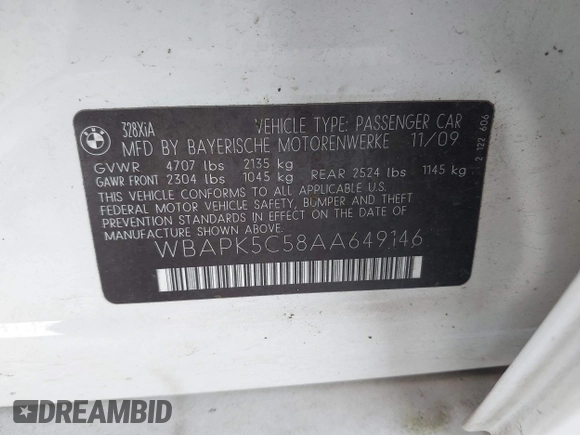 BMW
328XiA VEHICLE TYPE: PASSENGER CAR
MFD BY BAYERISCHE MOTORENWERKE 11/09
GVWR 4707 lbs 2135 kg
GAWR FRONT 2304 lbs 1045 kg REAR 2524 lbs 1145 kg
THIS VEHICLE CONFORMS TO ALL APPLICABLE U.S.
FEDERAL MOTOR VEHICLE SAFETY, BUMPER AND THEFT
PREVENTION STANDARDS IN EFFECT ON THE DATE OF
MANUFACTURE SHOWN ABOVE.
WBAPK5C58AA649146
2 122 606
DREAMBID